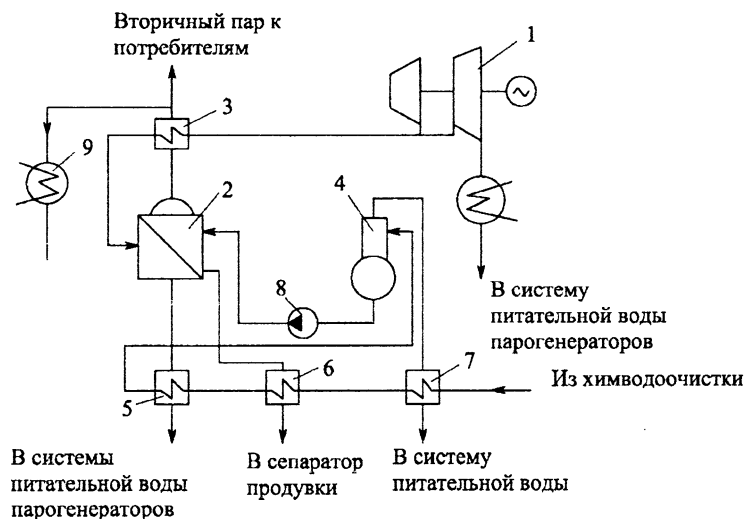 Вторичный пар к
потребителям
1
3
9
2
4
8
В систему
питательной воды
парогенераторов
6
7
5
Из химводоочистки
В системы
питательной воды
парогенераторов
В сепаратор
продувки
В систему
питательной воды